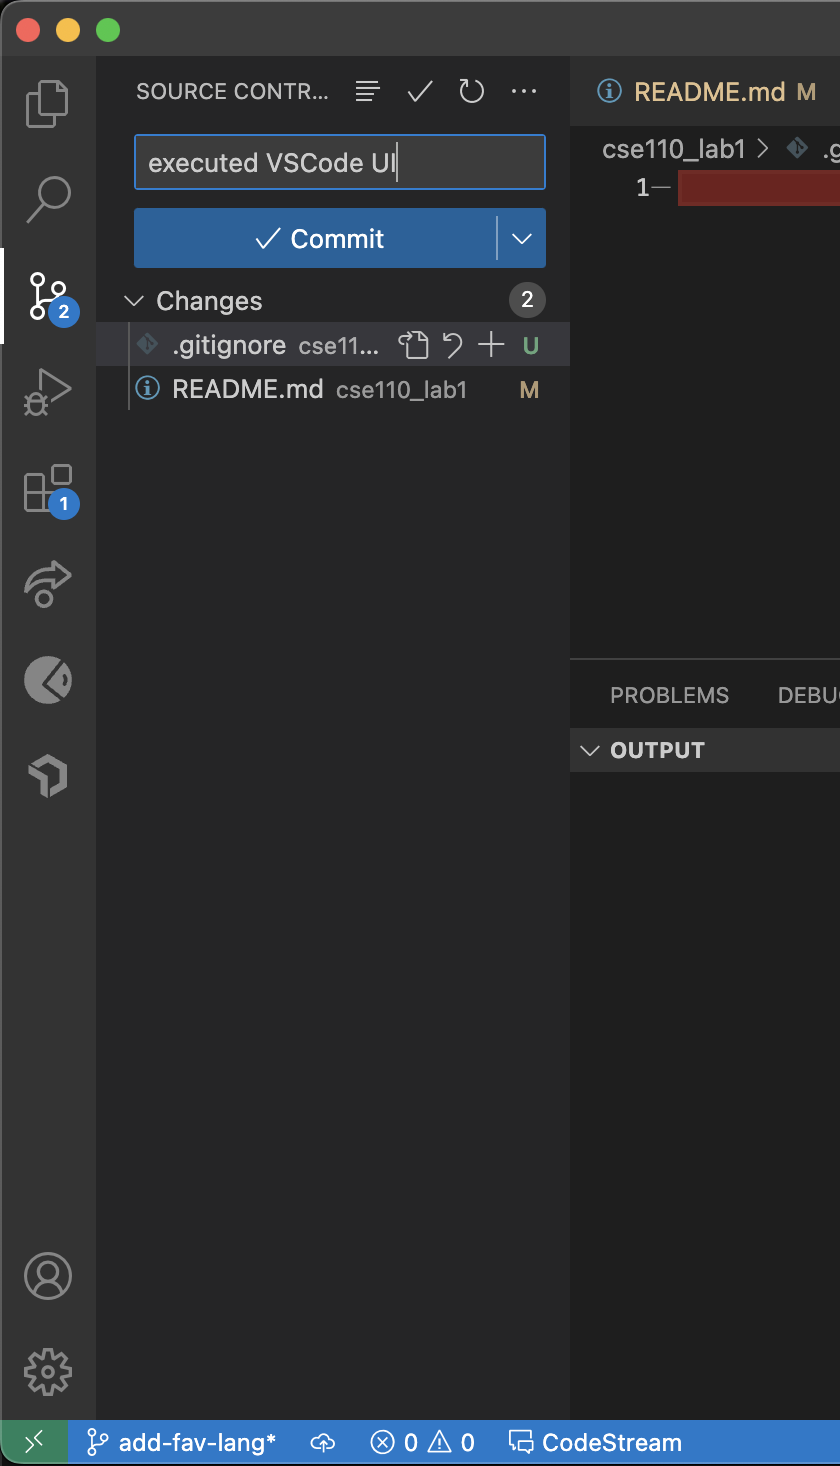 SOURCE CONTR...
executed VSCode UI
Commit
Changes 2
.gitignore cse11... U
README.md cse110_lab1 M
2
1
README.md M
cse110_lab1 > .g
1
PROBLEMS DEBU
OUTPUT
add-fav-lang* 0 0 CodeStream